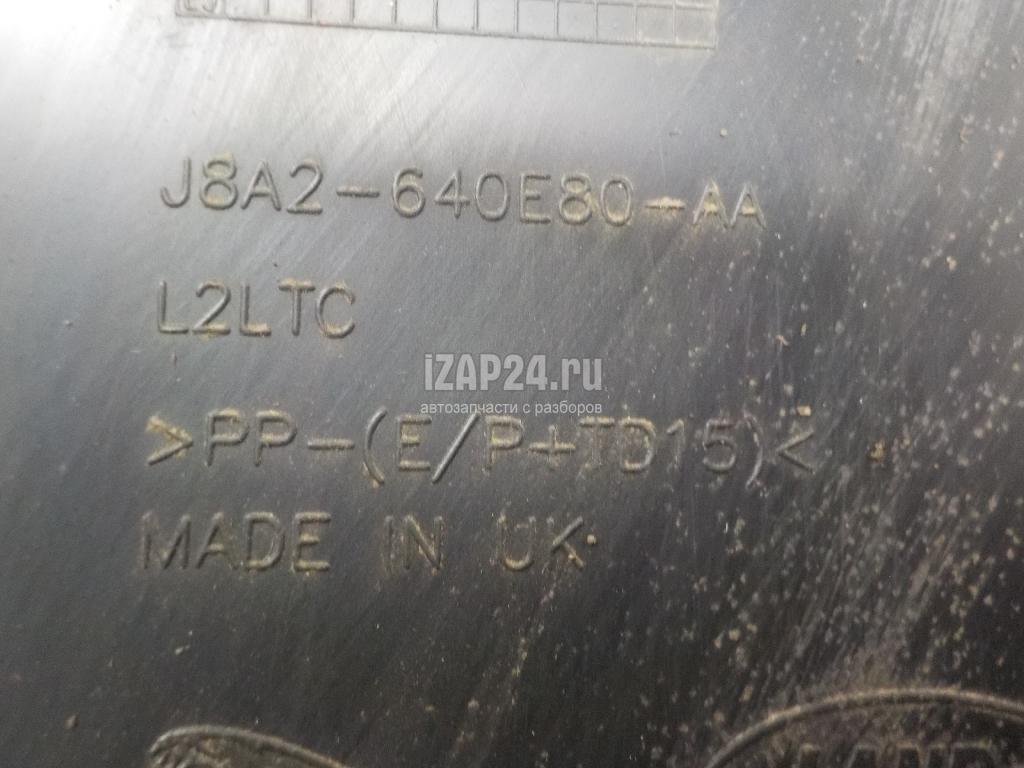 J8A2-640E80-AA
L2LTC
iZAP24.ru
автозапчасти с разборов
>PP-(E/P+TD15)<
MADE IN UK